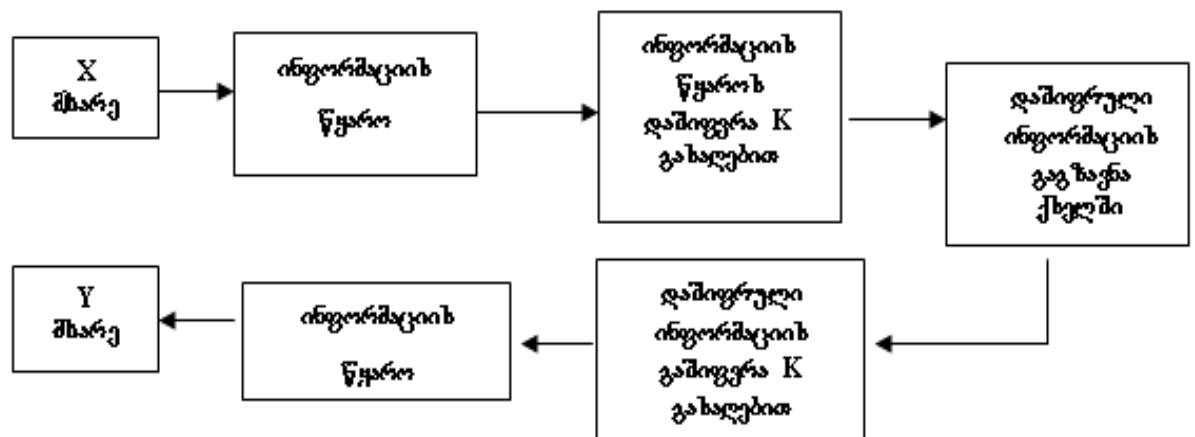 X
მხარე
ინფორმაციის
წყარო
ინფორმაციის
წყაროს
დაშიფვრა K
გასაღებით
დაშიფრული
ინფორმაციის
გაგზავნა
ქსელში
Y
მხარე
ინფორმაციის
წყარო
დაშიფრული
ინფორმაციის
გაშიფვრა K
გასაღებით